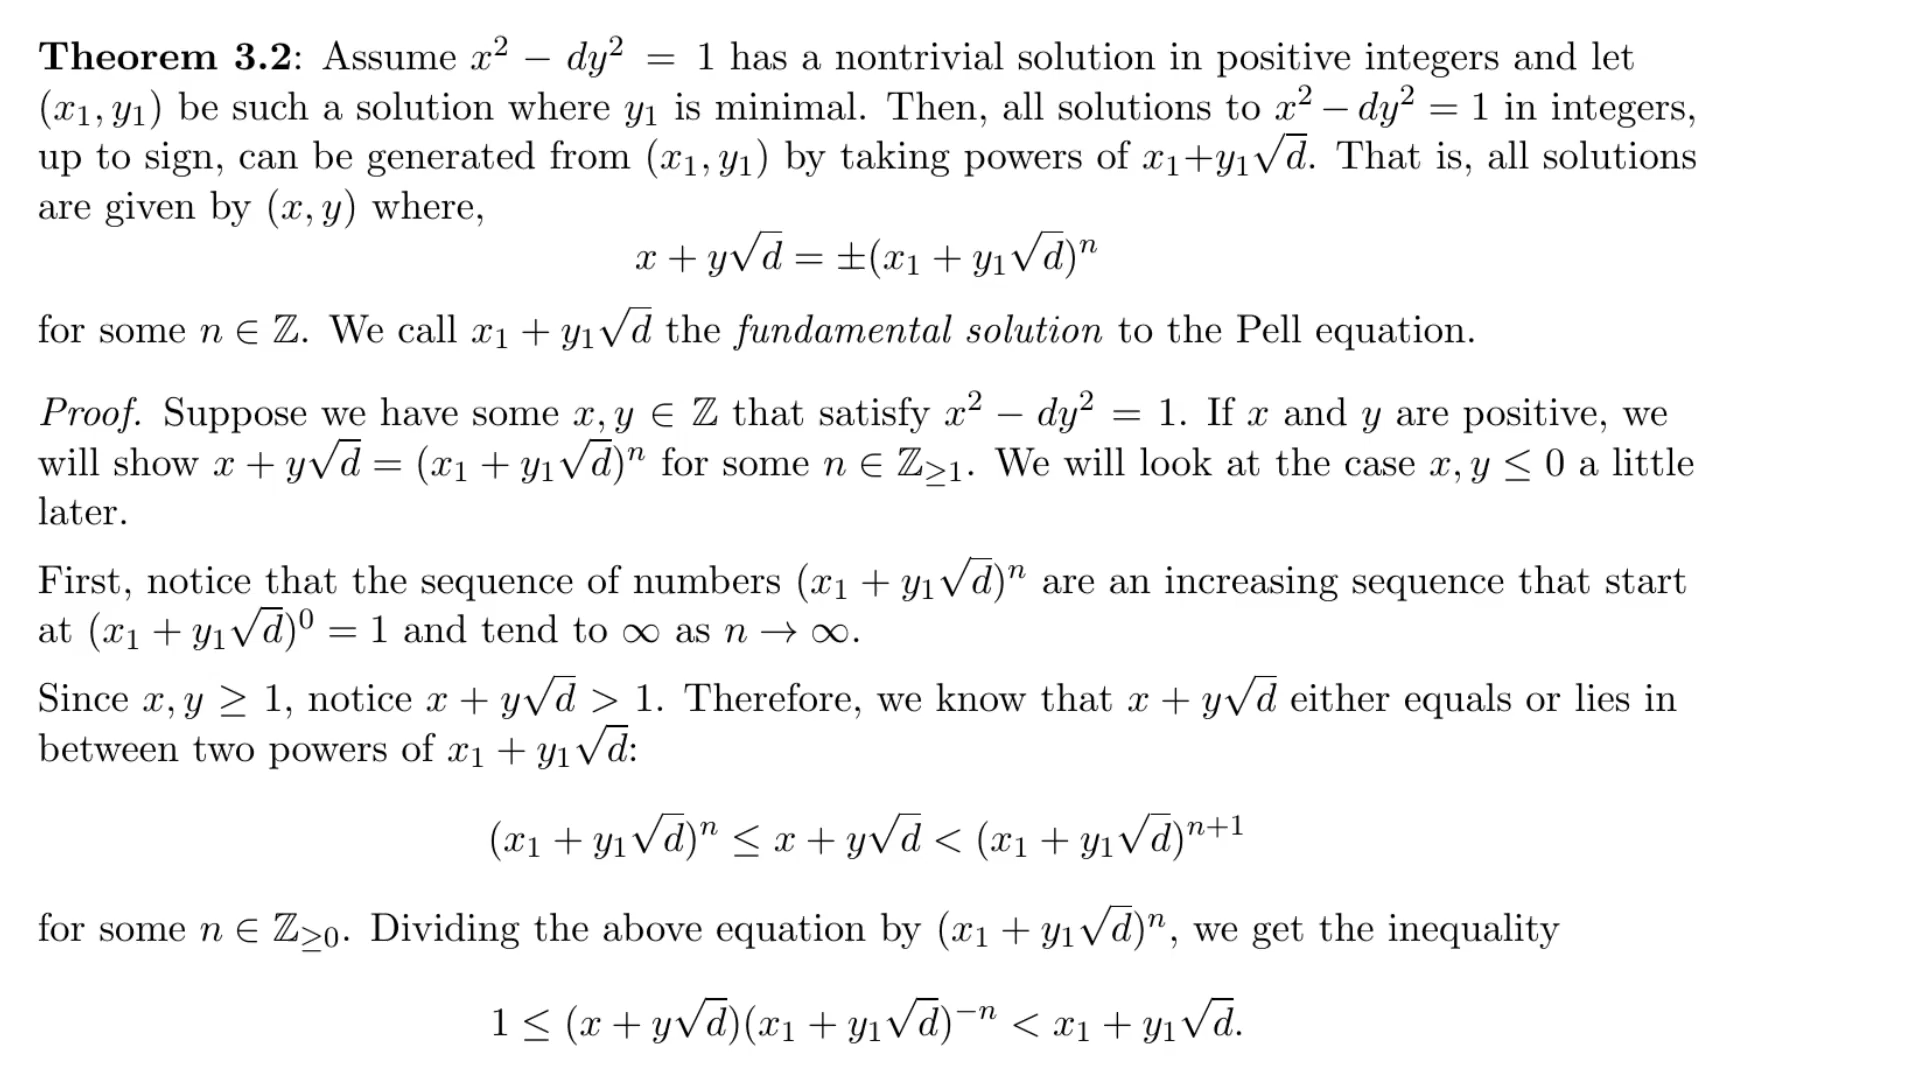 Theorem 3.2: Assume x² − dy² = 1 has a nontrivial solution in positive integers and let
(x₁, y₁) be such a solution where y₁ is minimal. Then, all solutions to x² − dy² = 1 in integers,
up to sign, can be generated from (x₁, y₁) by taking powers of x₁+y₁√d. That is, all solutions
are given by (x, y) where,
x + y√d = ±(x₁ + y₁√d)ⁿ
for some n ∈ ℤ. We call x₁ + y₁√d the fundamental solution to the Pell equation.
Proof. Suppose we have some x, y ∈ ℤ that satisfy x² − dy² = 1. If x and y are positive, we
will show x + y√d = (x₁ + y₁√d)ⁿ for some n ∈ ℤ≥₁. We will look at the case x, y ≤ 0 a little
later.
First, notice that the sequence of numbers (x₁ + y₁√d)ⁿ are an increasing sequence that start
at (x₁ + y₁√d)⁰ = 1 and tend to ∞ as n → ∞.
Since x, y ≥ 1, notice x + y√d > 1. Therefore, we know that x + y√d either equals or lies in
between two powers of x₁ + y₁√d:
(x₁ + y₁√d)ⁿ ≤ x + y√d < (x₁ + y₁√d)ⁿ⁺¹
for some n ∈ ℤ≥₀. Dividing the above equation by (x₁ + y₁√d)ⁿ, we get the inequality
1 ≤ (x + y√d)(x₁ + y₁√d)⁻ⁿ < x₁ + y₁√d.